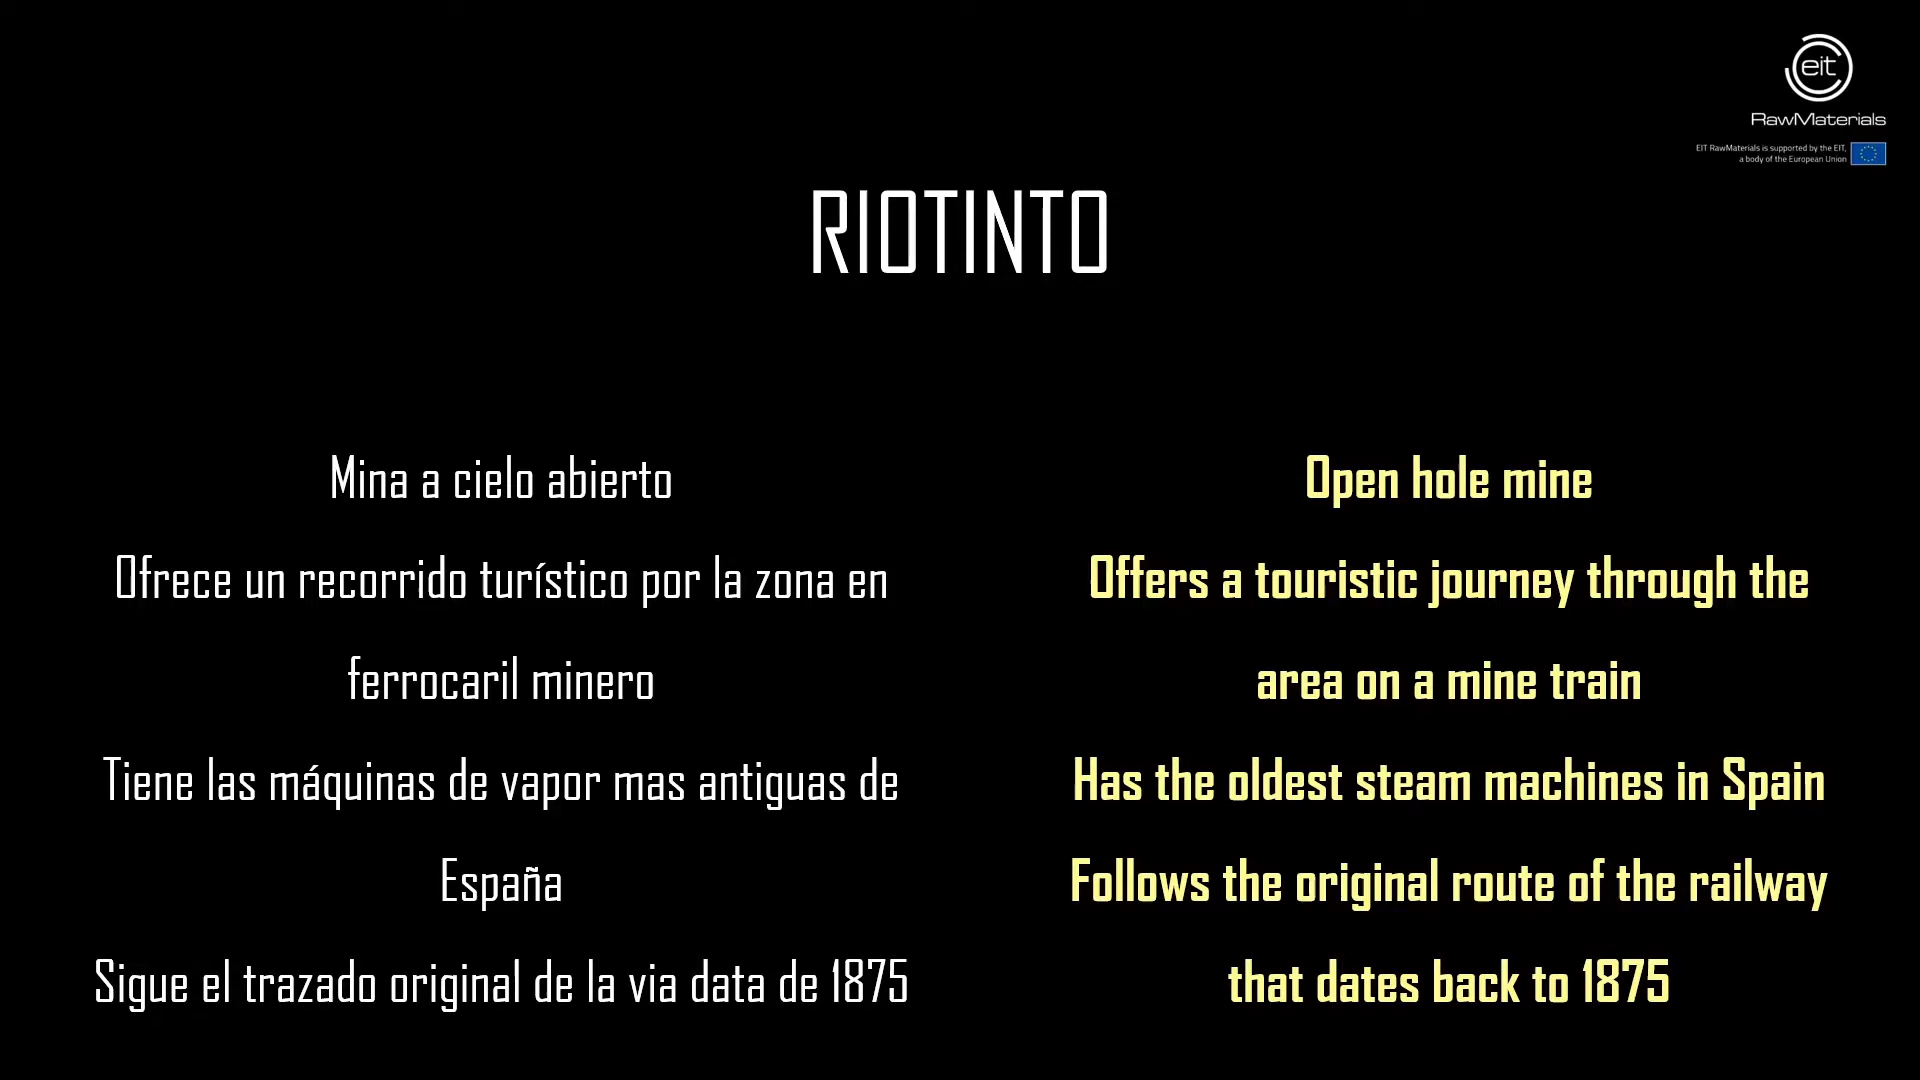 eit
RawMaterials
EIT RawMaterials is supported by the EIT,
a body of the European Union
RIOTINTO
Mina a cielo abierto
Ofrece un recorrido turístico por la zona en
ferrocaril minero
Tiene las máquinas de vapor mas antiguas de
España
Sigue el trazado original de la via data de 1875
Open hole mine
Offers a touristic journey through the
area on a mine train
Has the oldest steam machines in Spain
Follows the original route of the railway
that dates back to 1875